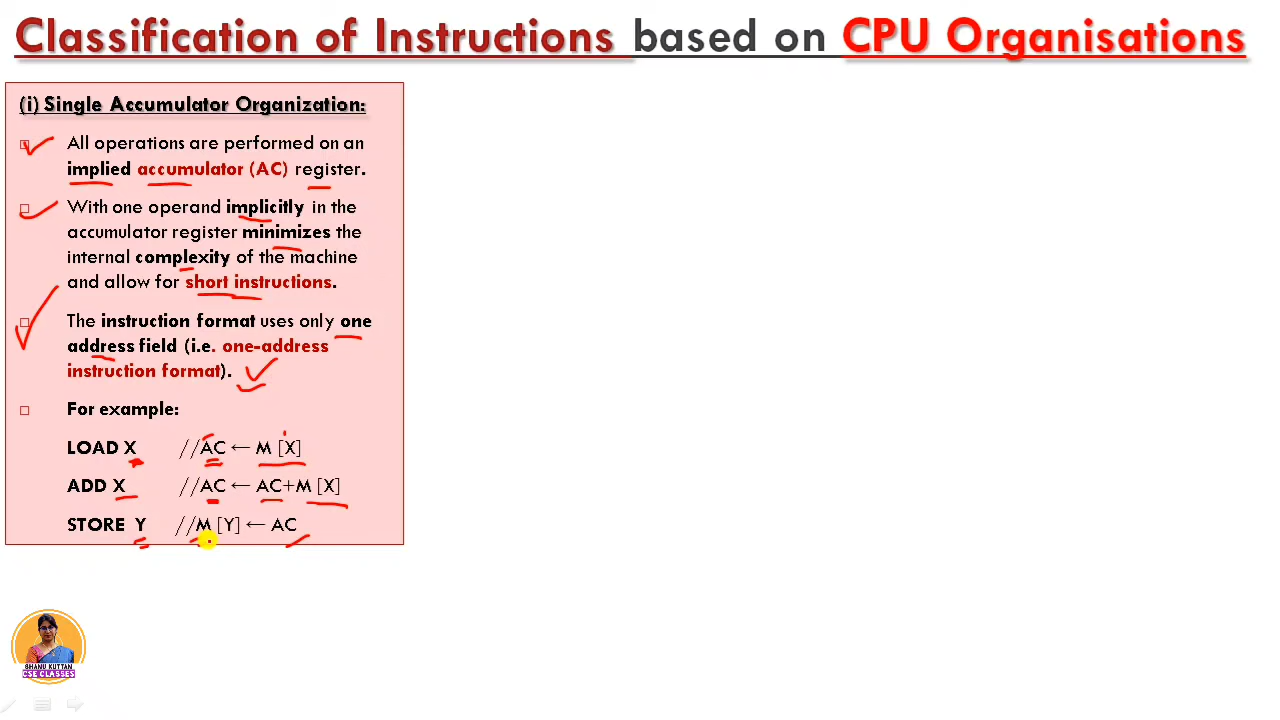 Classification of Instructions based on CPU Organisations
(i) Single Accumulator Organization:
All operations are performed on an
implied accumulator (AC) register.
With one operand implicitly in the
accumulator register minimizes the
internal complexity of the machine
and allow for short instructions.
The instruction format uses only one
address field (i.e. one-address
instruction format).
For example:
LOAD X //AC ← M [X]
ADD X //AC ← AC+M [X]
STORE Y //M [Y] ← AC
SHANU KUTTAN
CSE CLASSES